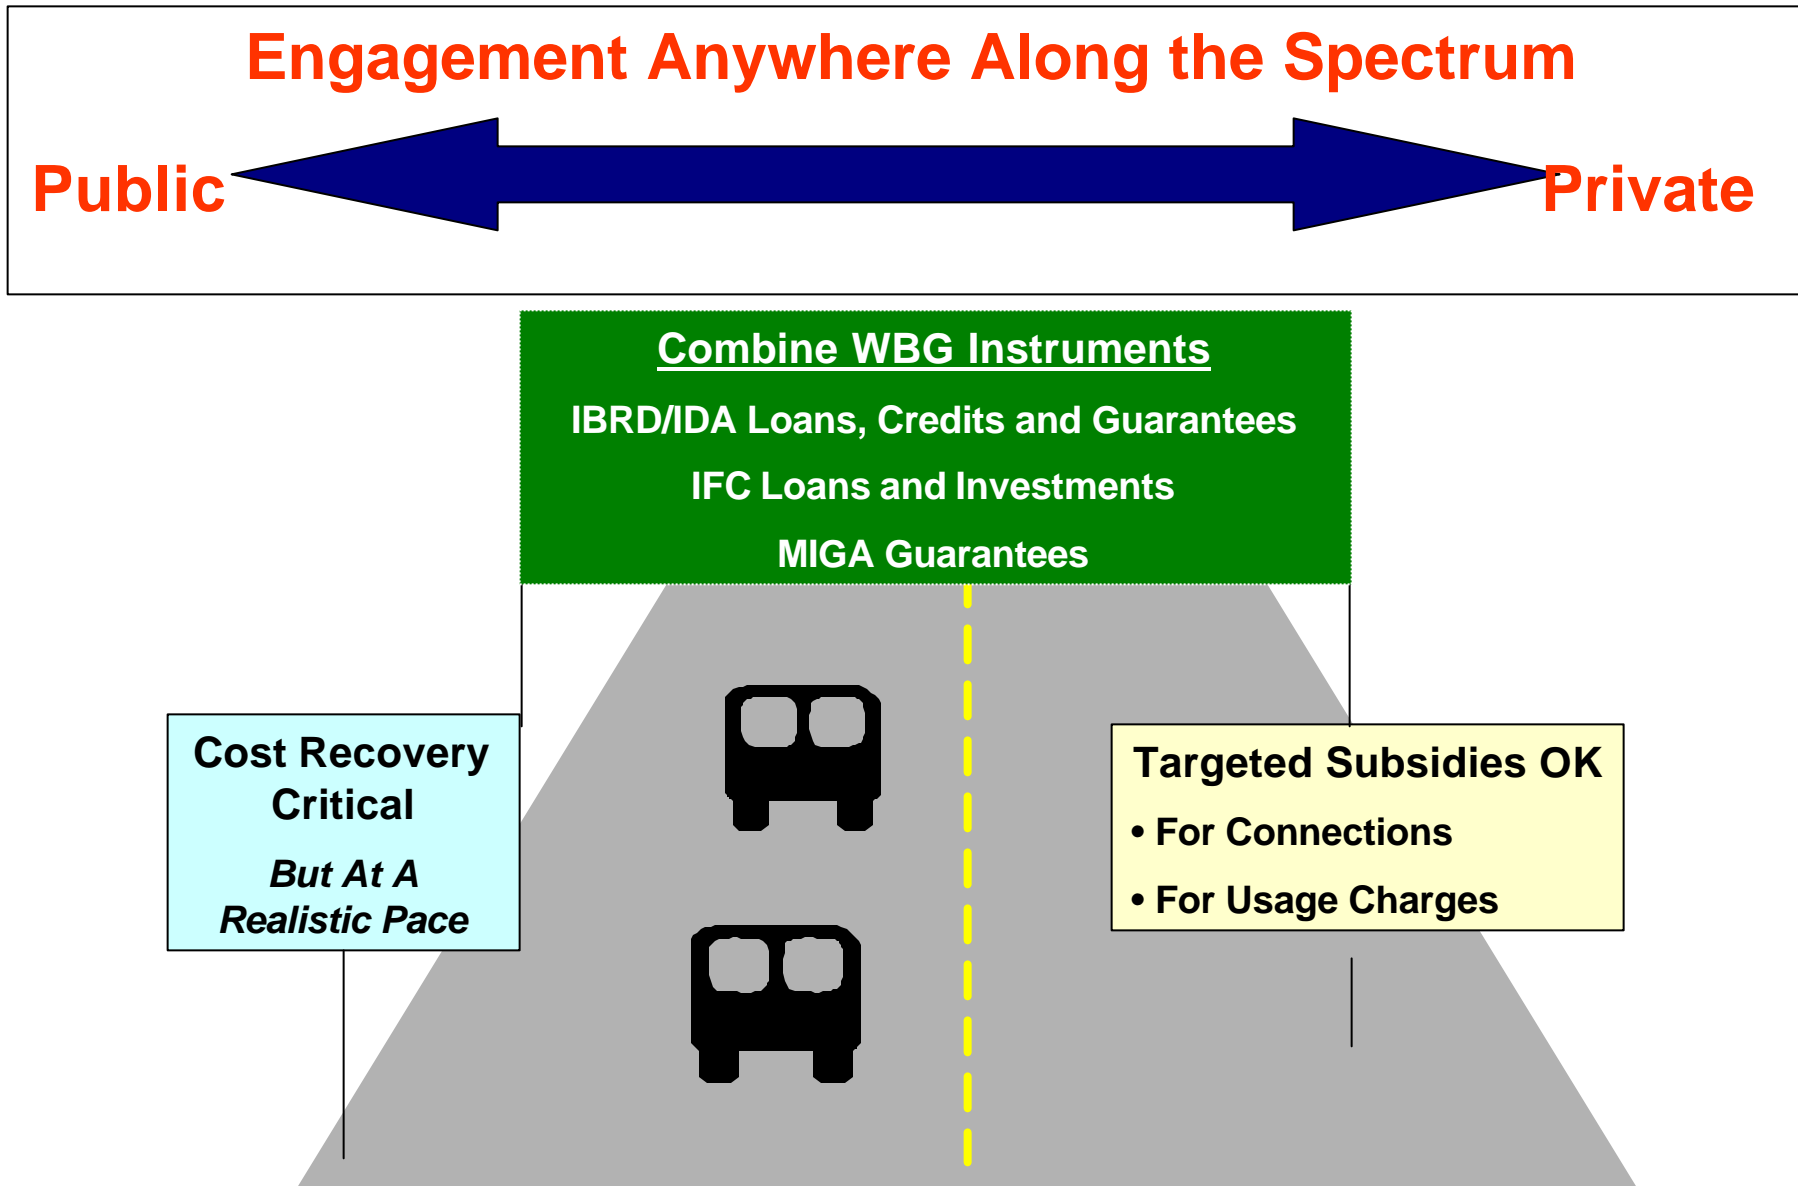 Engagement Anywhere Along the Spectrum
Public
Private
Combine WBG Instruments
IBRD/IDA Loans, Credits and Guarantees
IFC Loans and Investments
MIGA Guarantees
Cost Recovery
Critical
But At A
Realistic Pace
Targeted Subsidies OK
• For Connections
• For Usage Charges